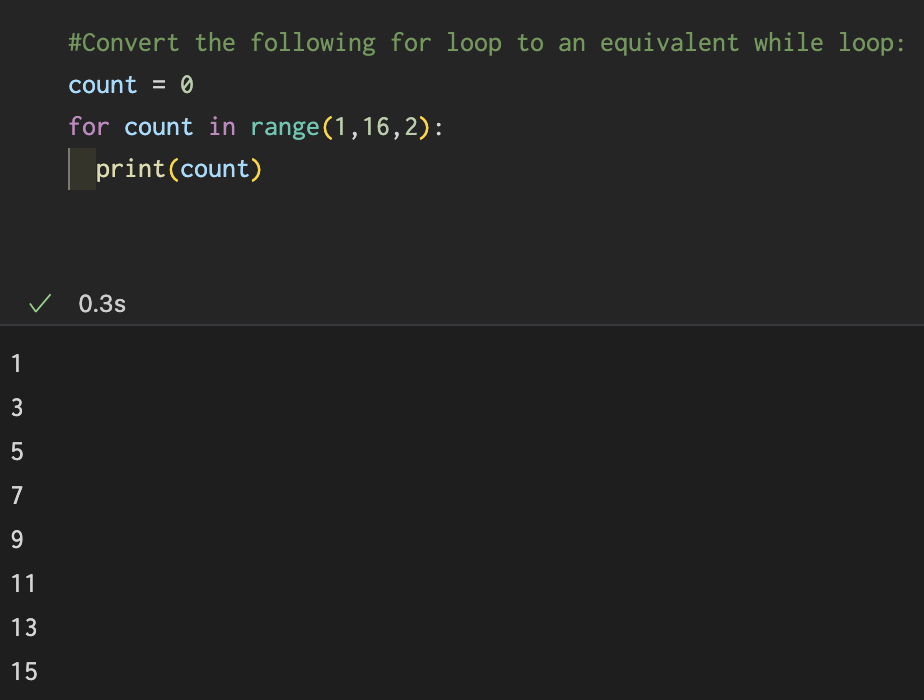 #Convert the following for loop to an equivalent while loop:
count = 0
for count in range(1,16,2):
  print(count)
0.3s
1
3
5
7
9
11
13
15